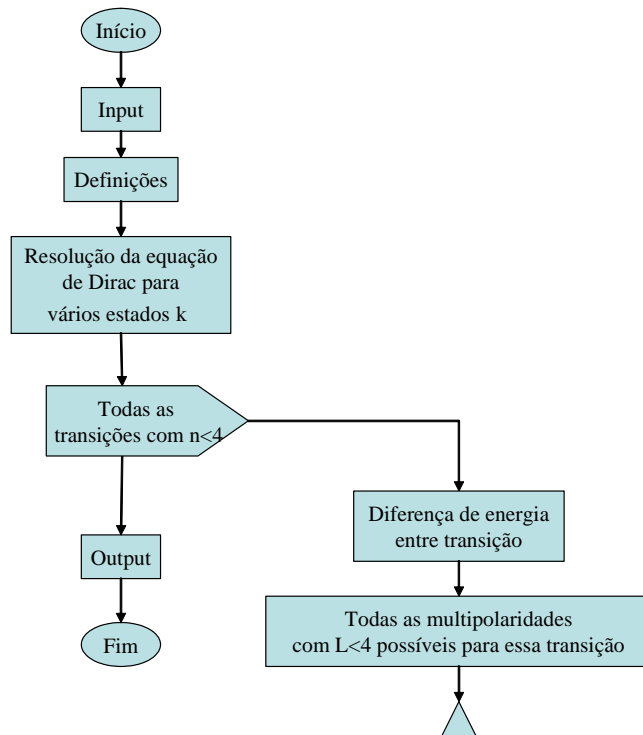 Início
Input
Definições
Resolução da equação
de Dirac para
vários estados k
Todas as
transições com n<4
Output
Fim
Diferença de energia
entre transição
Todas as multipolaridades
com L<4 possíveis para essa transição